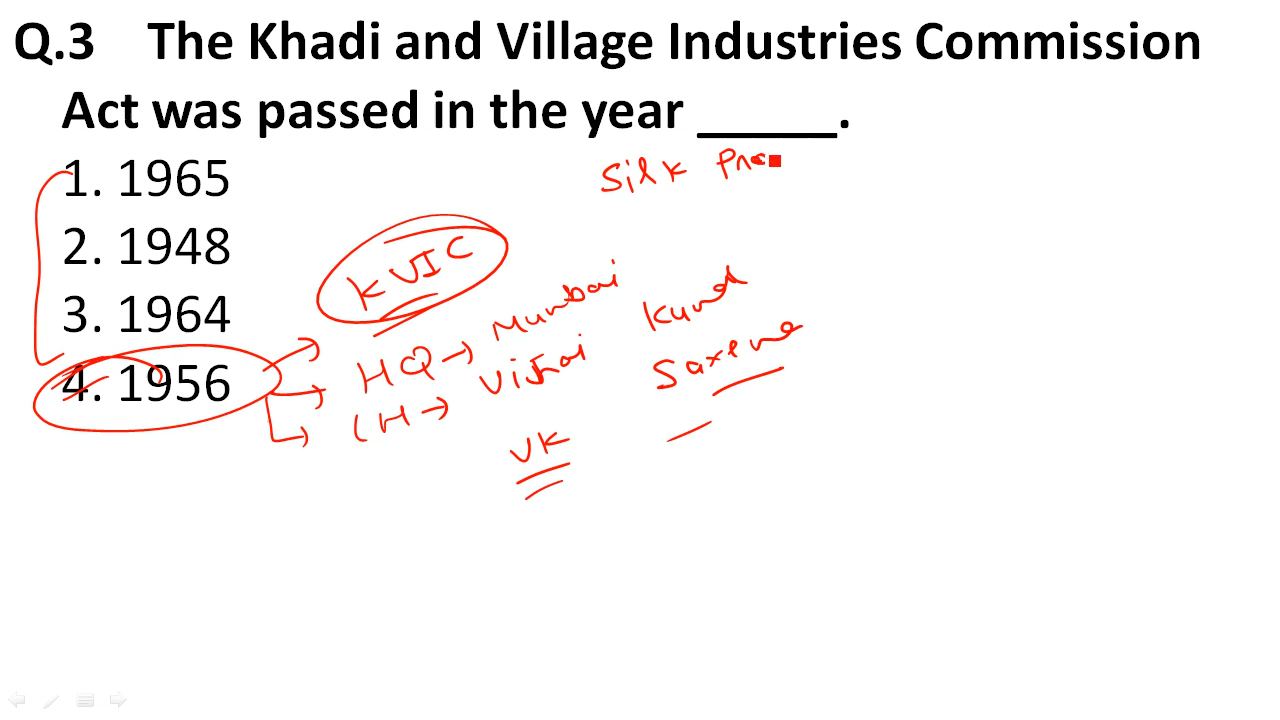 Q.3 The Khadi and Village Industries Commission
Act was passed in the year _____.
1. 1965
2. 1948
3. 1964
4. 1956
Silk
KVIC
HQ → Mumbai
CH → Vijai Kumar Saxena
VK